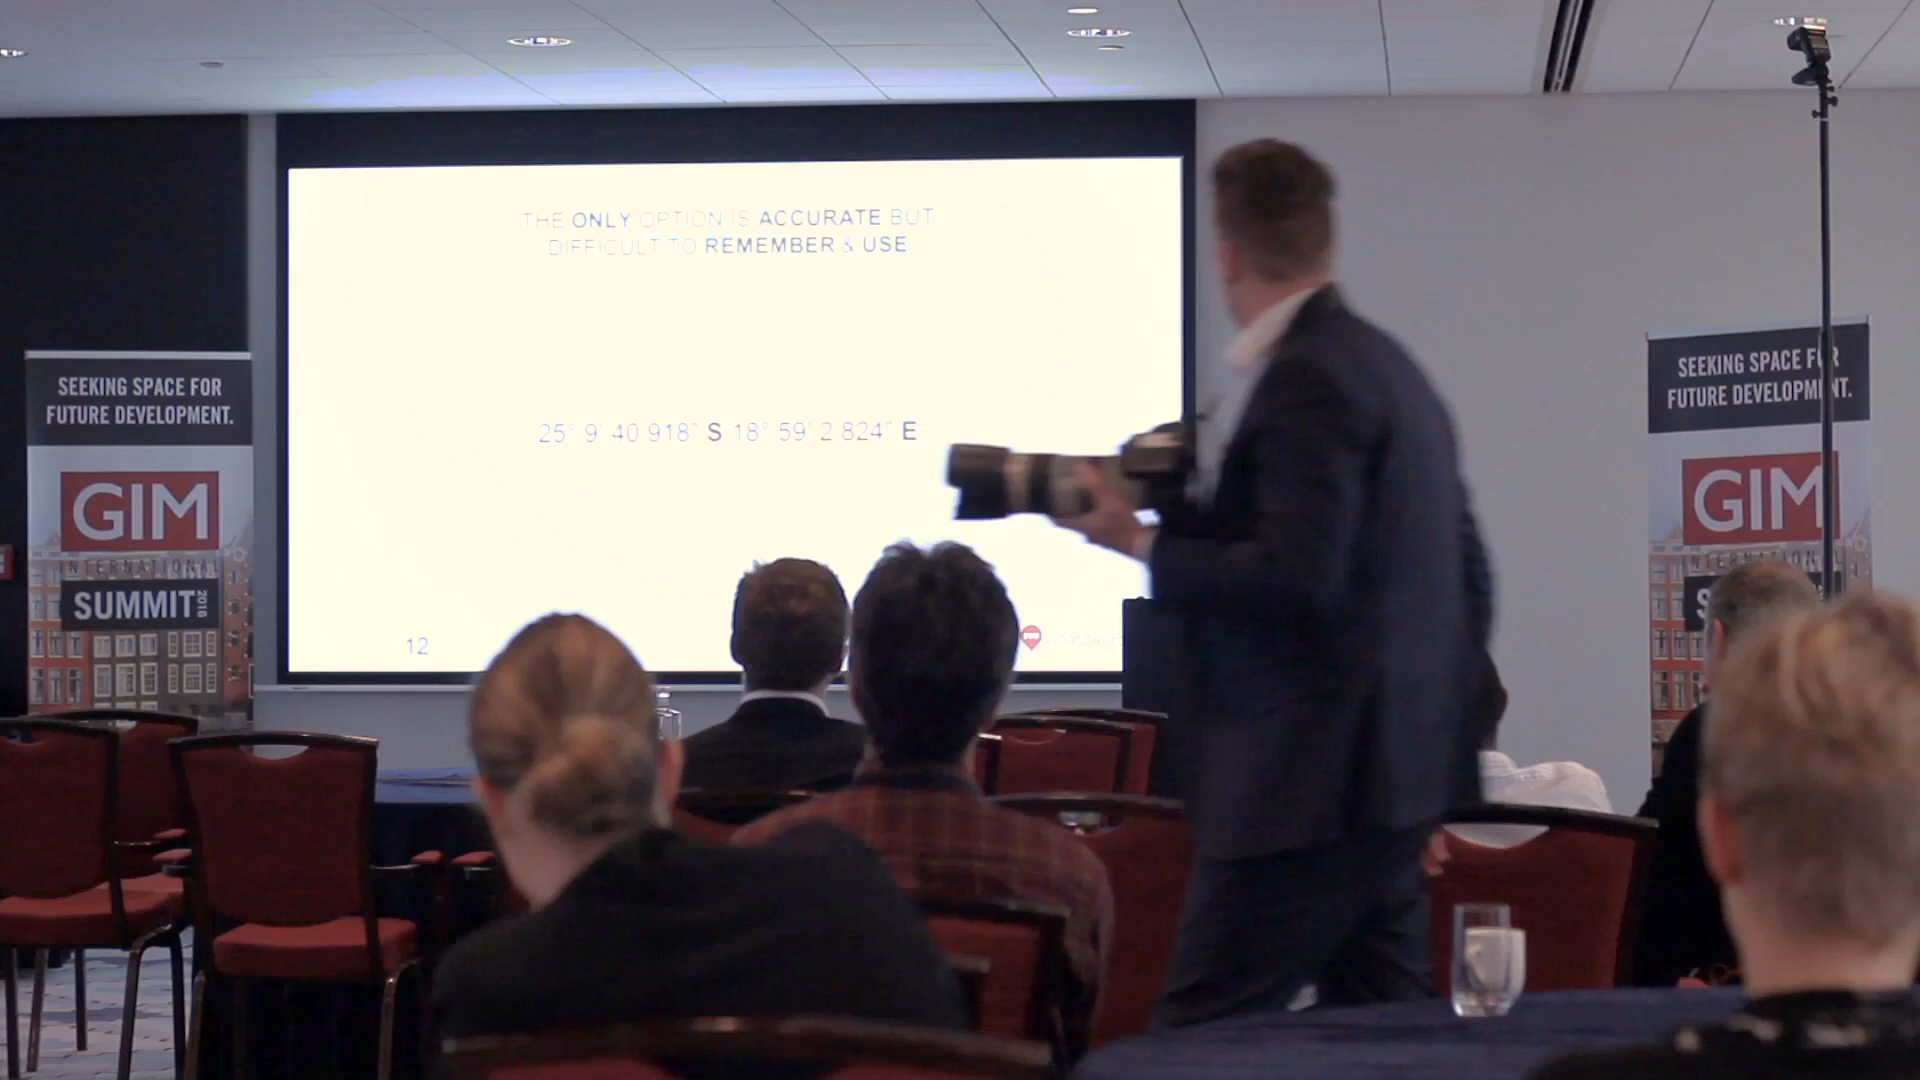 THE ONLY OPTION IS ACCURATE BUT
DIFFICULT TO REMEMBER & USE
25° 9' 40.918" S 18° 59' 2.824" E
12
SEEKING SPACE FOR
FUTURE DEVELOPMENT.
GIM
INTERNATIONAL
SUMMIT 2016
SEEKING SPACE FOR
FUTURE DEVELOPMENT.
GIM
INTERNATIONAL